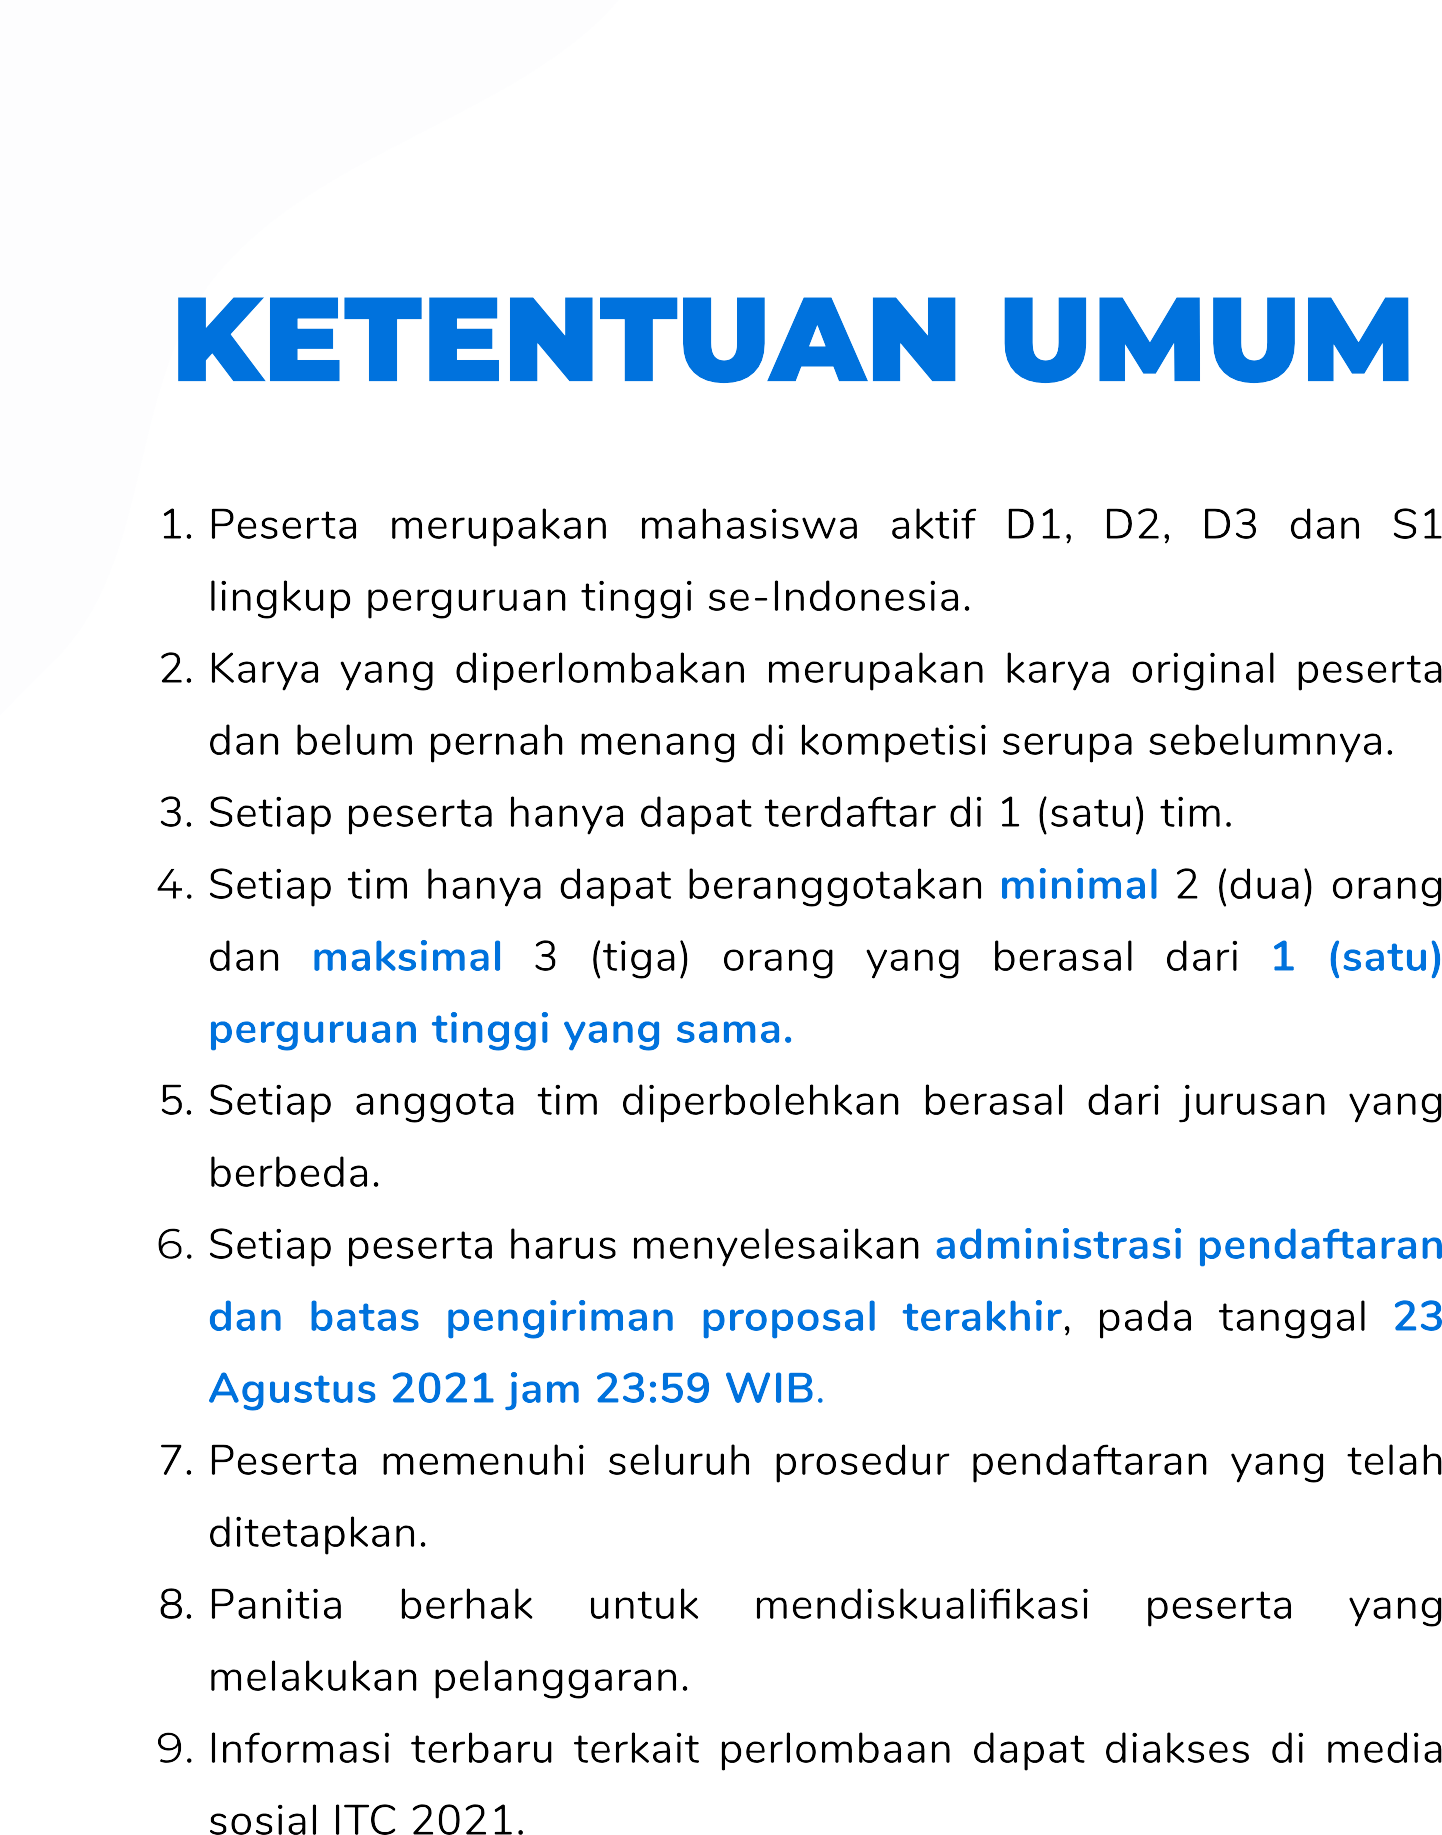 KETENTUAN UMUM
1. Peserta merupakan mahasiswa aktif D1, D2, D3 dan S1
lingkup perguruan tinggi se-Indonesia.
2. Karya yang diperlombakan merupakan karya original peserta
dan belum pernah menang di kompetisi serupa sebelumnya.
3. Setiap peserta hanya dapat terdaftar di 1 (satu) tim.
4. Setiap tim hanya dapat beranggotakan minimal 2 (dua) orang
dan maksimal 3 (tiga) orang yang berasal dari 1 (satu)
perguruan tinggi yang sama.
5. Setiap anggota tim diperbolehkan berasal dari jurusan yang
berbeda.
6. Setiap peserta harus menyelesaikan administrasi pendaftaran
dan batas pengiriman proposal terakhir, pada tanggal 23
Agustus 2021 jam 23:59 WIB.
7. Peserta memenuhi seluruh prosedur pendaftaran yang telah
ditetapkan.
8. Panitia berhak untuk mendiskualifikasi peserta yang
melakukan pelanggaran.
9. Informasi terbaru terkait perlombaan dapat diakses di media
sosial ITC 2021.